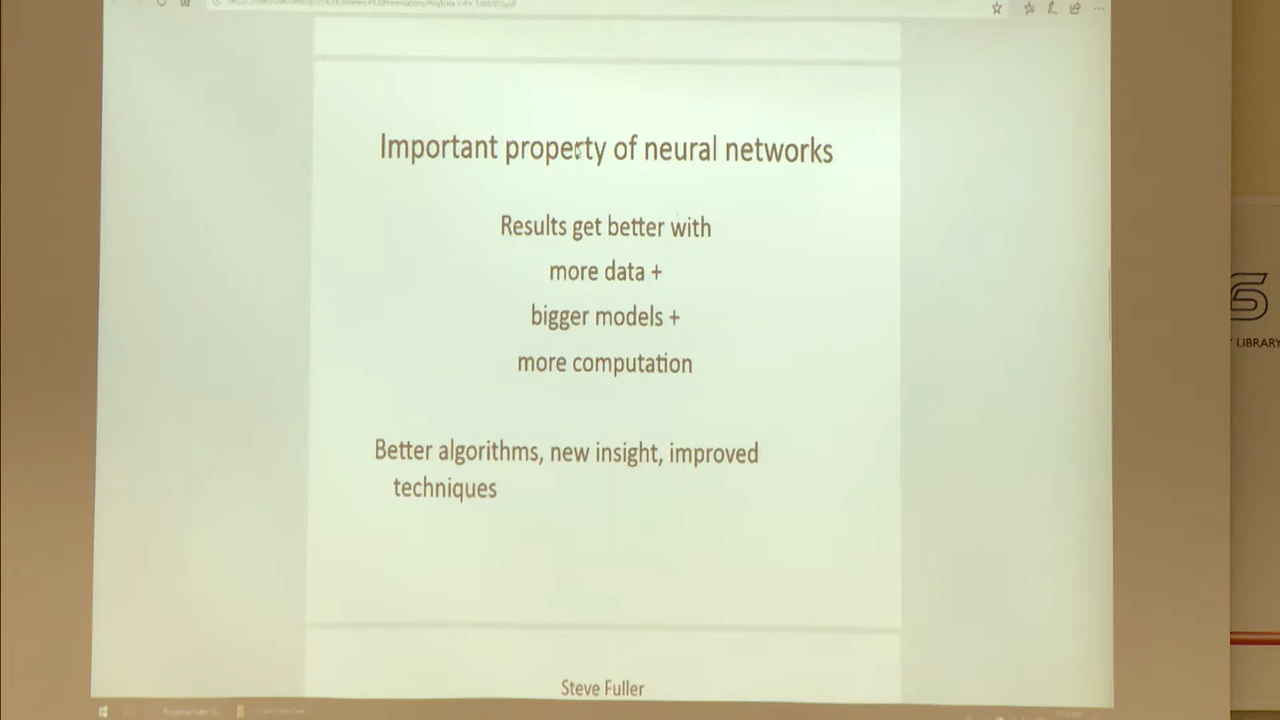 Important property of neural networks
Results get better with
more data +
bigger models +
more computation
Better algorithms, new insight, improved
techniques
Steve Fuller
LIBRARY